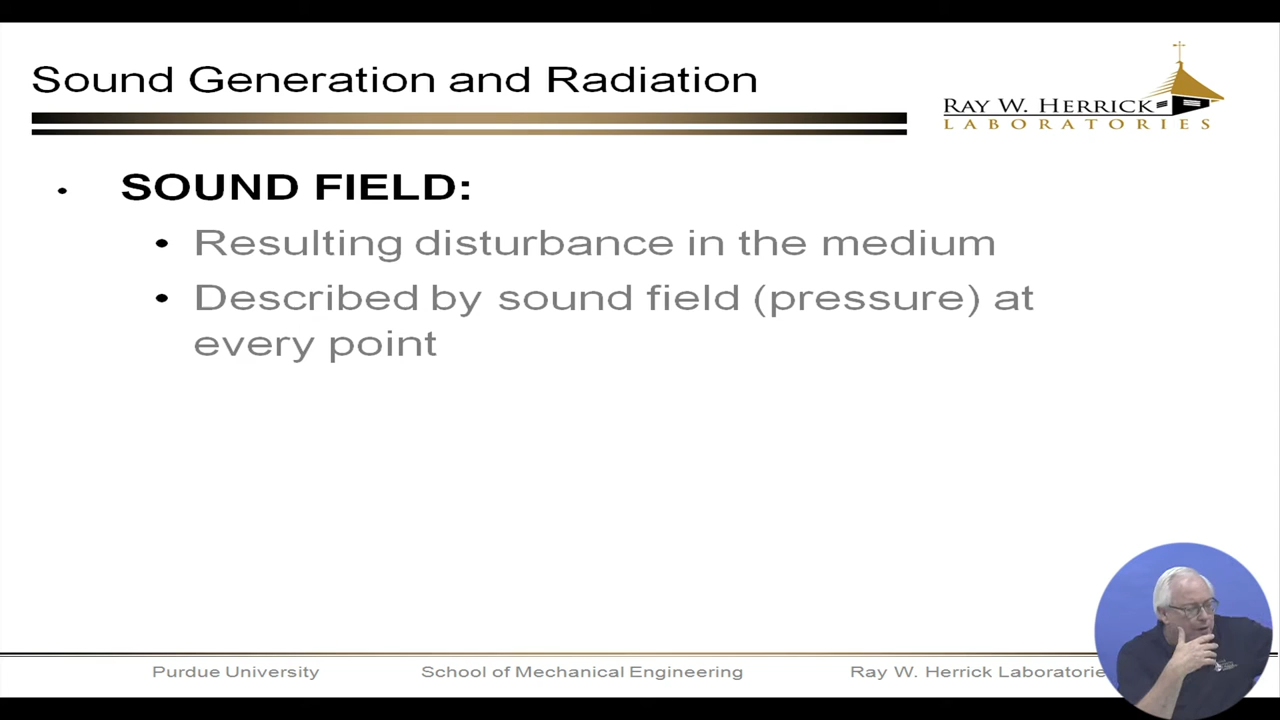 Sound Generation and Radiation
RAY W. HERRICK
LABORATORIES
• SOUND FIELD:
• Resulting disturbance in the medium
• Described by sound field (pressure) at
every point
Purdue University School of Mechanical Engineering Ray W. Herrick Laboratorie